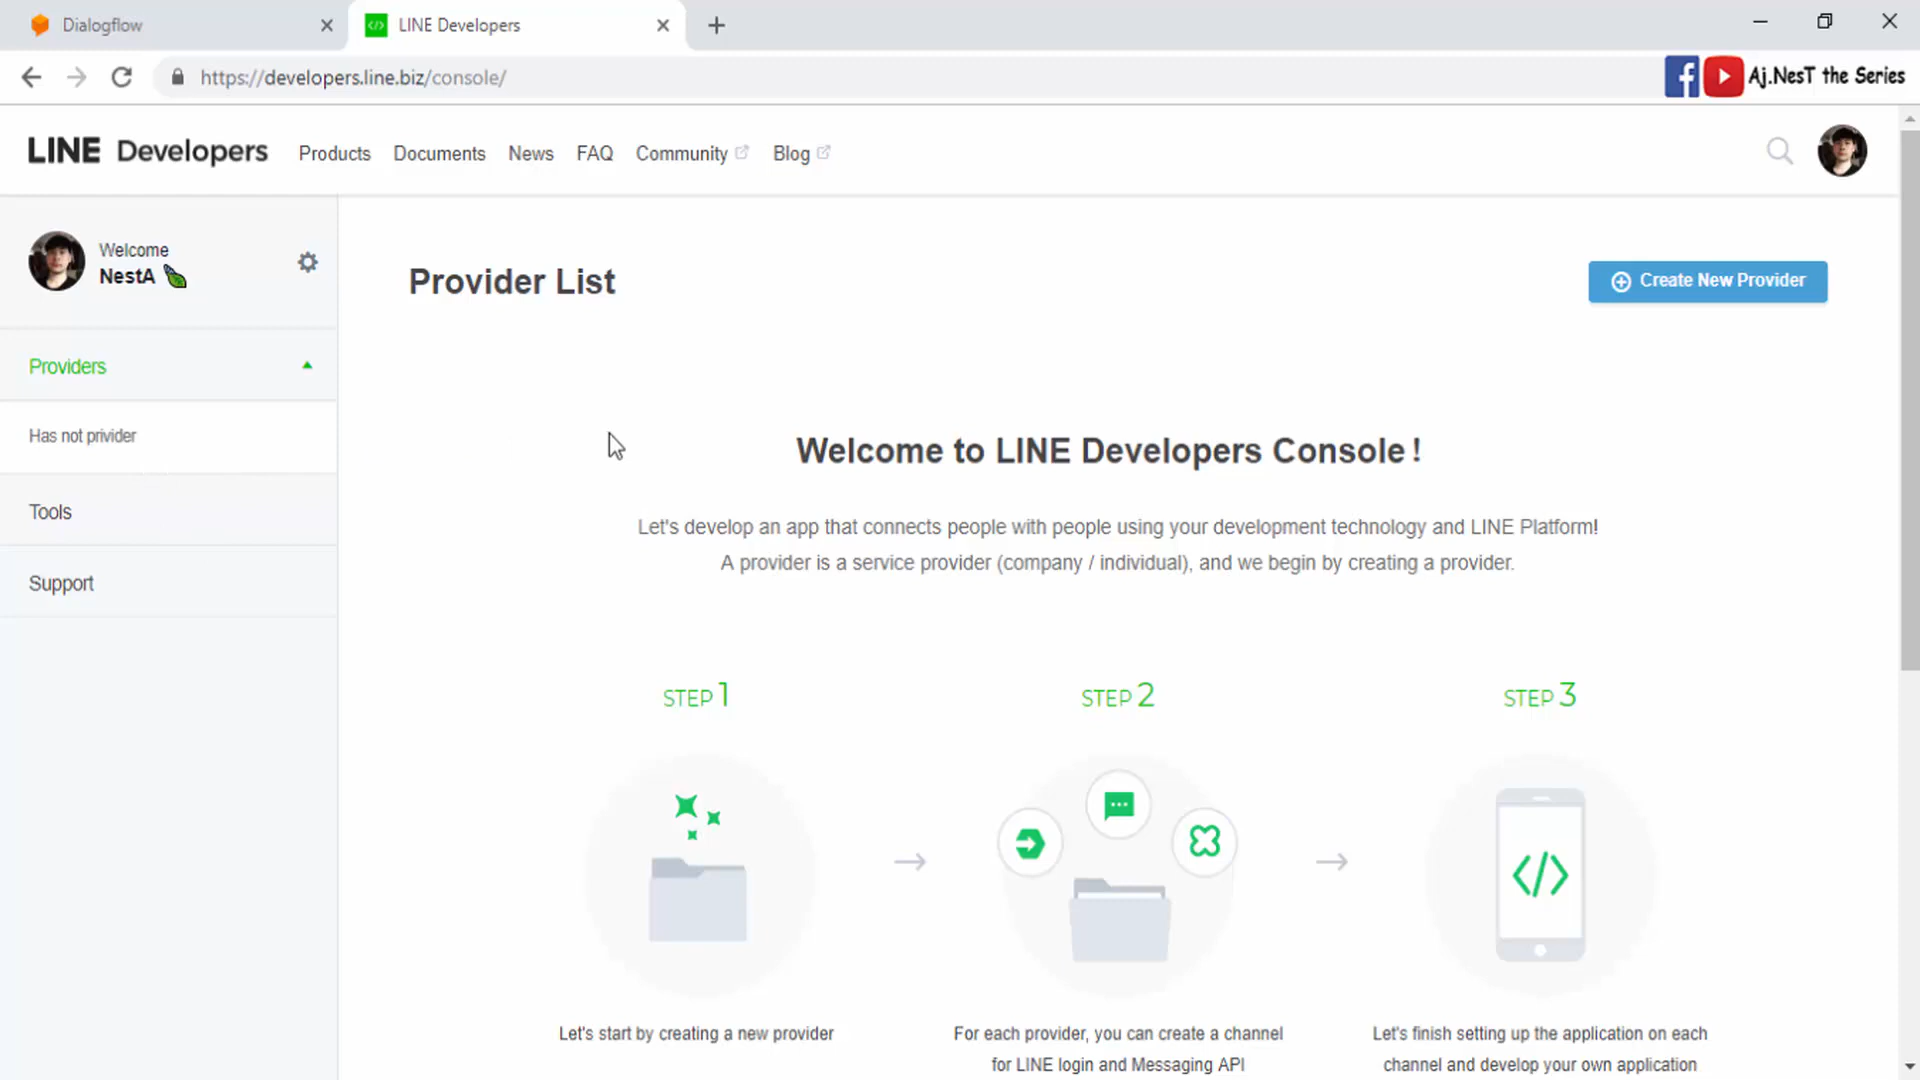 Dialogflow
LINE Developers
https://developers.line.biz/console/
Aj.NesT the Series
LINE Developers
Products
Documents
News
FAQ
Community
Blog
Welcome
NestA
Provider List
Create New Provider
Providers
Has not privider
Tools
Support
Welcome to LINE Developers Console!
Let's develop an app that connects people with people using your development technology and LINE Platform!
A provider is a service provider (company / individual), and we begin by creating a provider.
STEP 1
STEP 2
STEP 3
Let's start by creating a new provider
For each provider, you can create a channel
for LINE login and Messaging API
Let's finish setting up the application on each
channel and develop your own application